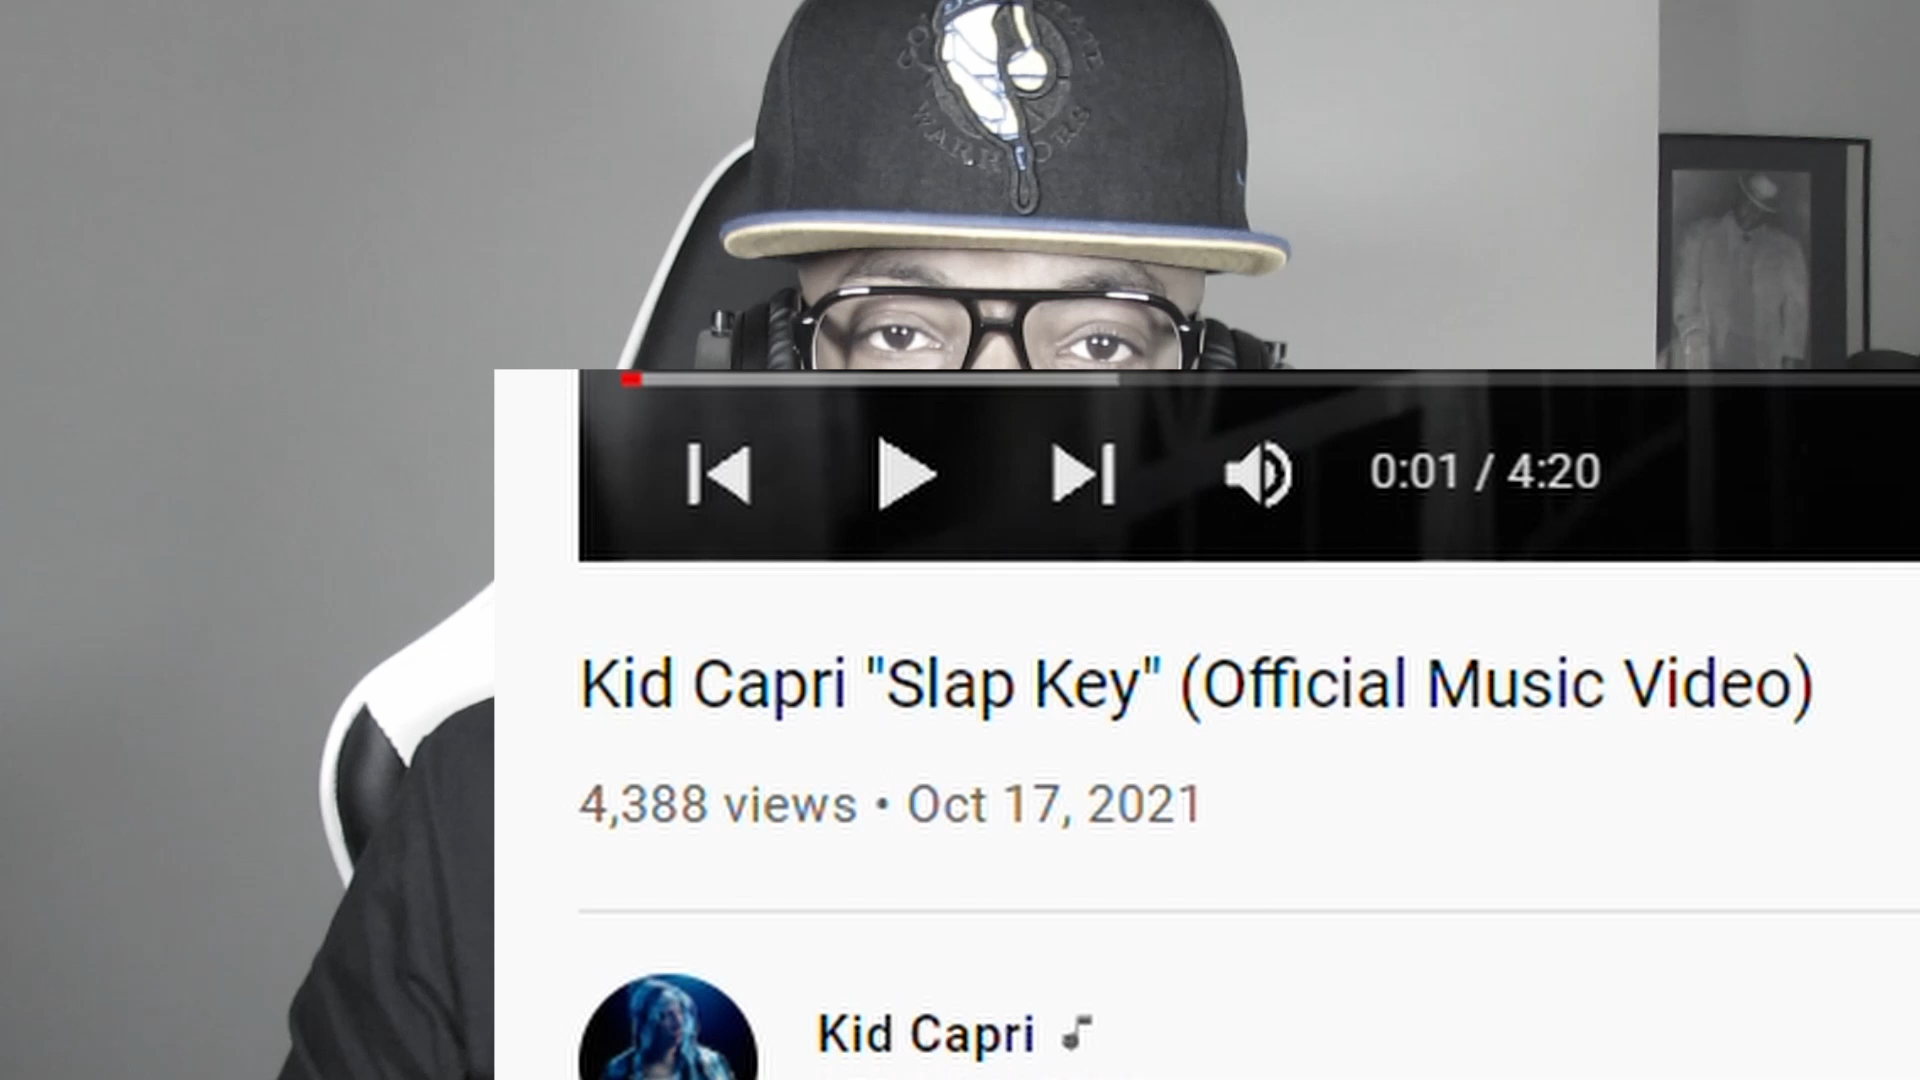 WARRIORS
0:01 / 4:20
Kid Capri "Slap Key" (Official Music Video)
4,388 views • Oct 17, 2021
Kid Capri